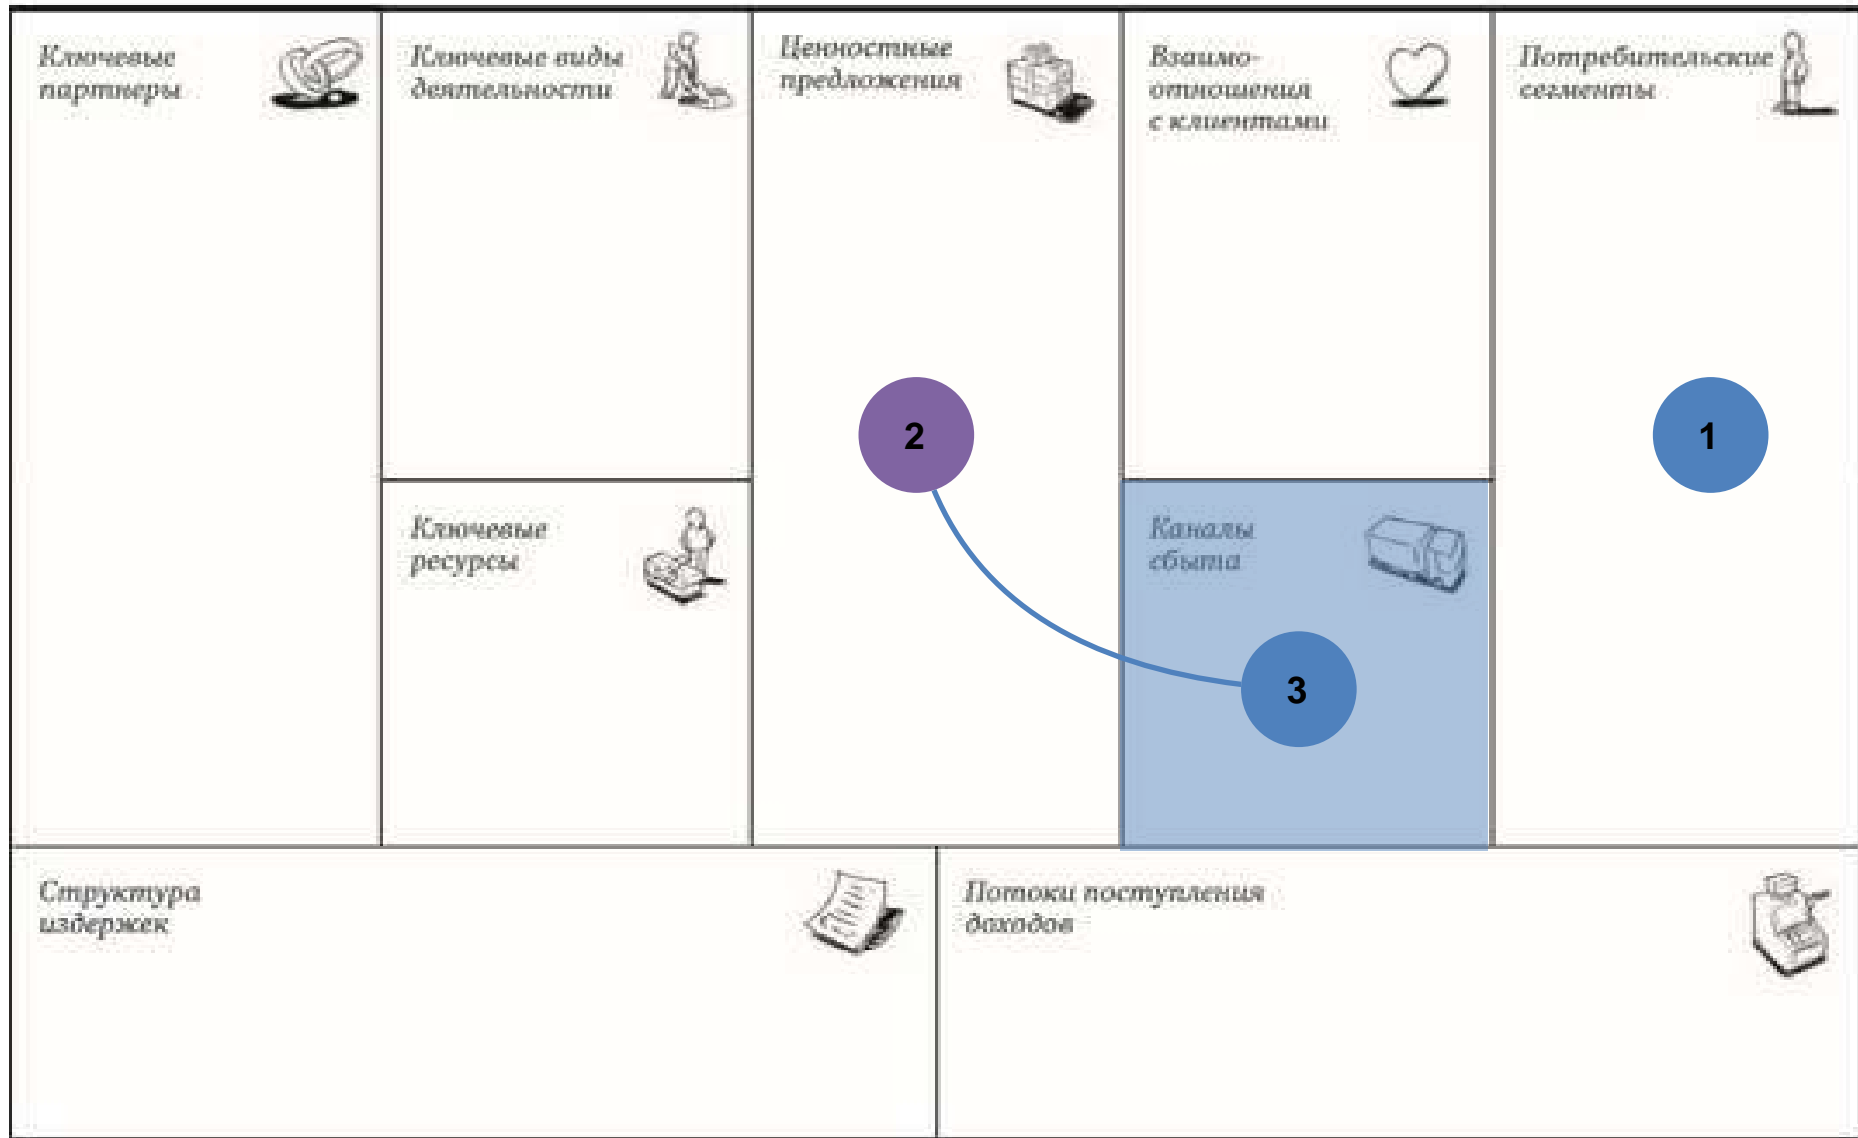 Ключевые
партнеры
Ключевые виды
деятельности
Ценностные
предложения
Взаимо-
отношения
с клиентами
Потребительские
сегменты
2
1
Ключевые
ресурсы
Каналы
сбыта
3
Структура
издержек
Потоки поступления
доходов